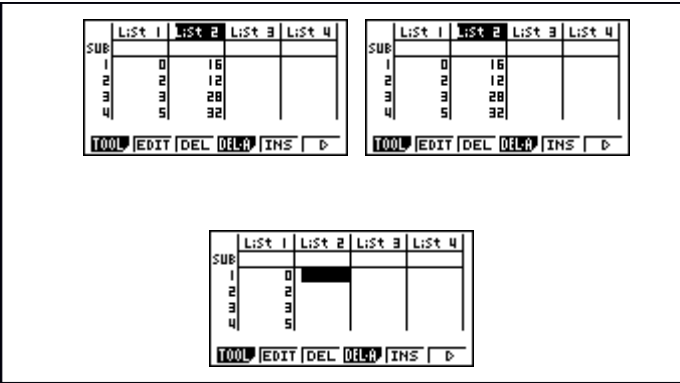 LiSt 1 LiSt 2 LiSt 3 LiSt 4
SUB
1 0 16
2 2 12
3 3 28
4 5 32
TOOL EDIT DEL DEL·A INS ▷
LiSt 1 LiSt 2 LiSt 3 LiSt 4
SUB
1 0 16
2 2 12
3 3 28
4 5 32
TOOL EDIT DEL DEL·A INS ▷
LiSt 1 LiSt 2 LiSt 3 LiSt 4
SUB
1 0
2 2
3 3
4 5
TOOL EDIT DEL DEL·A INS ▷